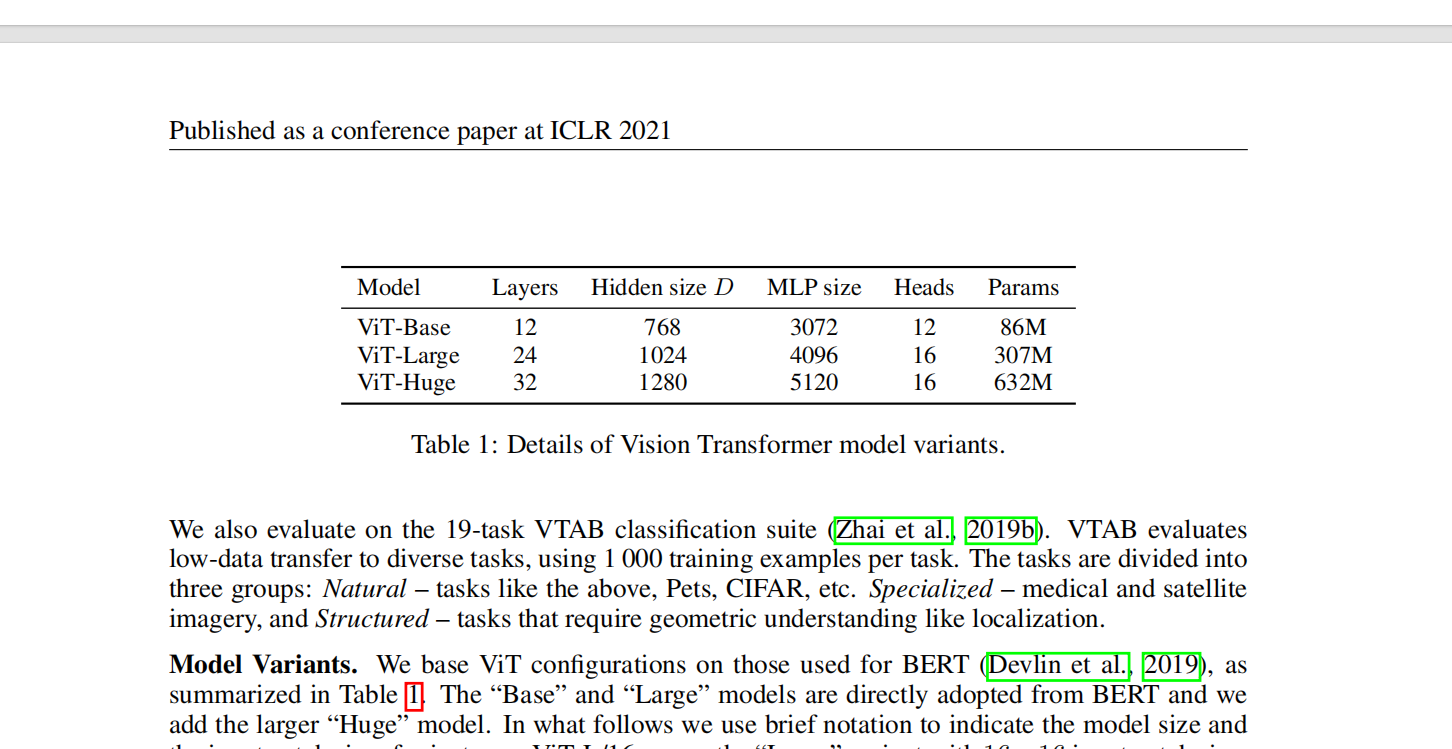 Published as a conference paper at ICLR 2021
Model Layers Hidden size D MLP size Heads Params
ViT-Base 12 768 3072 12 86M
ViT-Large 24 1024 4096 16 307M
ViT-Huge 32 1280 5120 16 632M
Table 1: Details of Vision Transformer model variants.
We also evaluate on the 19-task VTAB classification suite (Zhai et al., 2019b). VTAB evaluates
low-data transfer to diverse tasks, using 1 000 training examples per task. The tasks are divided into
three groups: Natural – tasks like the above, Pets, CIFAR, etc. Specialized – medical and satellite
imagery, and Structured – tasks that require geometric understanding like localization.
Model Variants. We base ViT configurations on those used for BERT (Devlin et al., 2019), as
summarized in Table 1. The “Base” and “Large” models are directly adopted from BERT and we
add the larger “Huge” model. In what follows we use brief notation to indicate the model size and